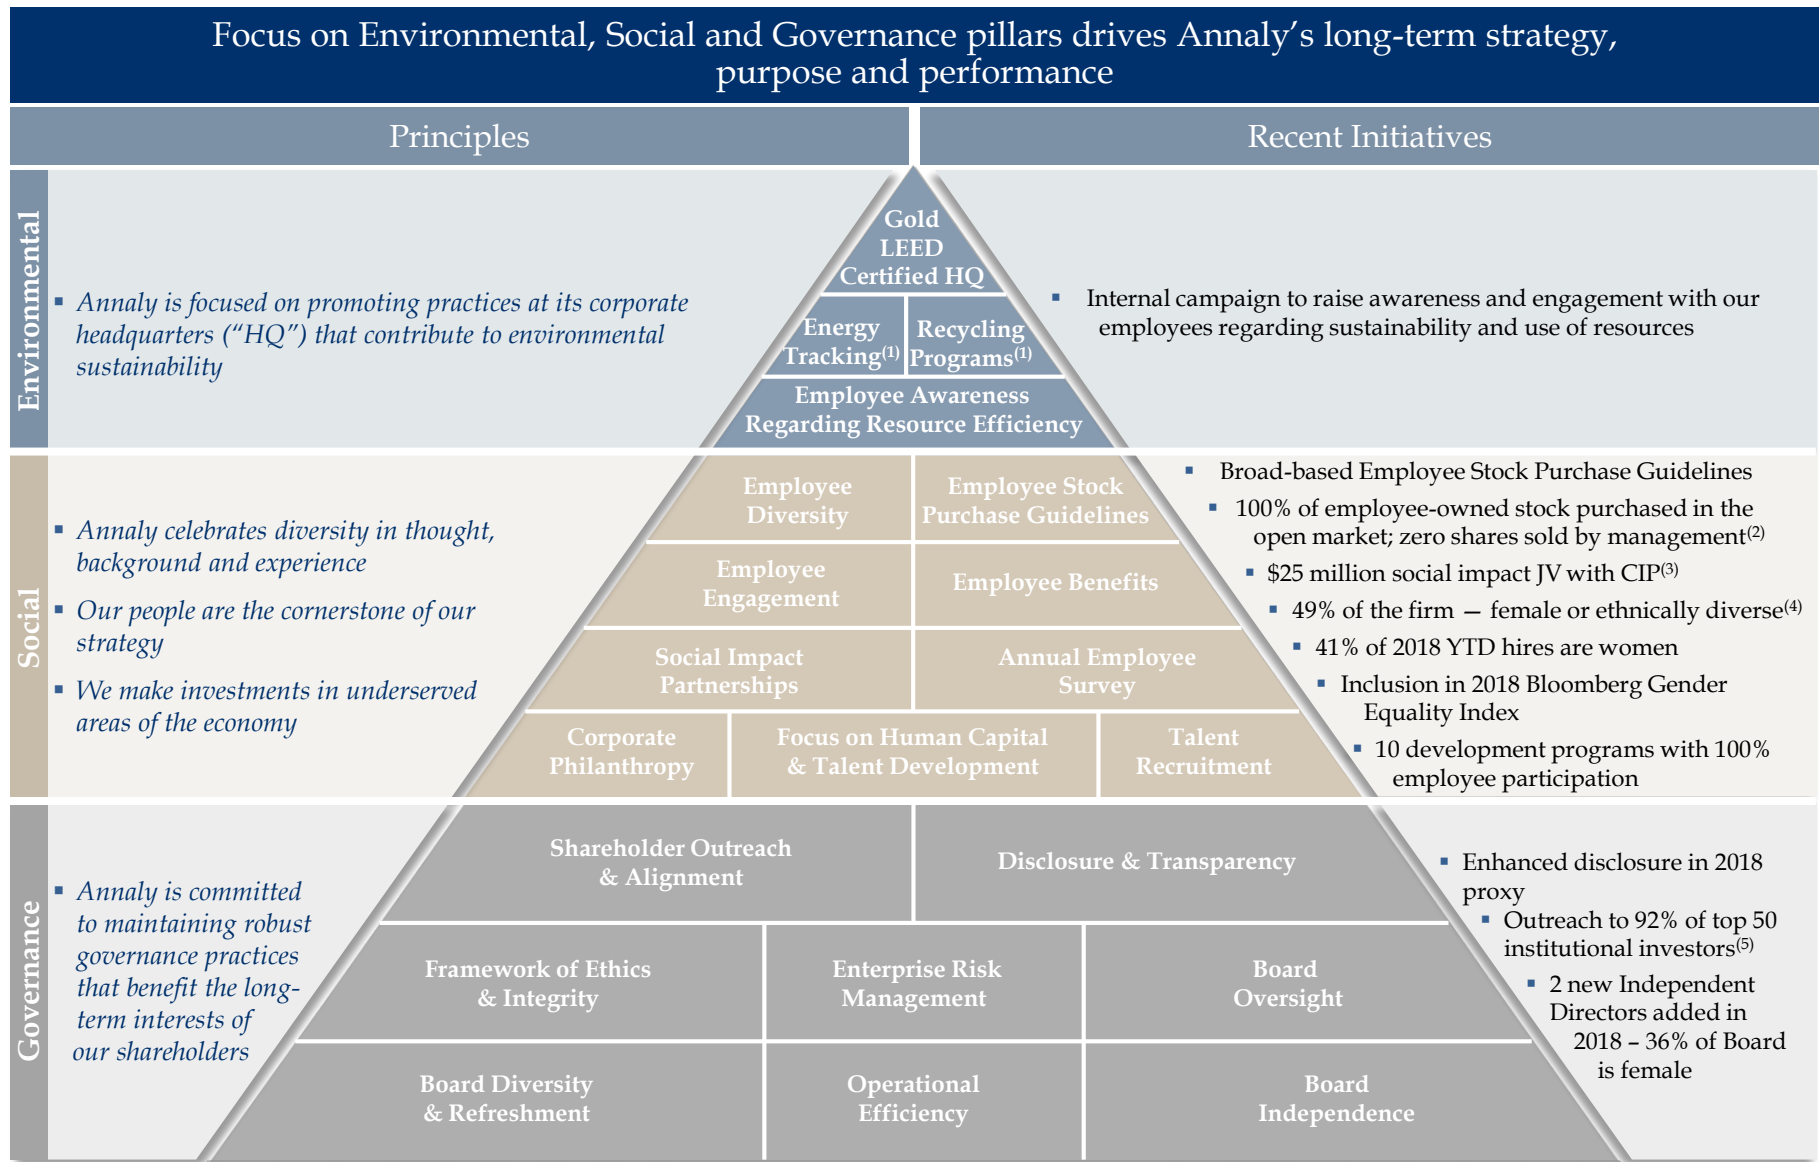 Focus on Environmental, Social and Governance pillars drives Annaly’s long-term strategy,
purpose and performance
Principles
Recent Initiatives
Environmental
▪ Annaly is focused on promoting practices at its corporate
headquarters (“HQ”) that contribute to environmental
sustainability
Gold
LEED
Certified HQ
Energy
Tracking(1)
Recycling
Programs(1)
Employee Awareness
Regarding Resource Efficiency
▪ Internal campaign to raise awareness and engagement with our
employees regarding sustainability and use of resources
Social
▪ Annaly celebrates diversity in thought,
background and experience
▪ Our people are the cornerstone of our
strategy
▪ We make investments in underserved
areas of the economy
Employee
Diversity
Employee Stock
Purchase Guidelines
Employee
Engagement
Employee Benefits
Social Impact
Partnerships
Annual Employee
Survey
Corporate
Philanthropy
Focus on Human Capital
& Talent Development
Talent
Recruitment
▪ Broad-based Employee Stock Purchase Guidelines
▪ 100% of employee-owned stock purchased in the
open market; zero shares sold by management(2)
▪ $25 million social impact JV with CIP(3)
▪ 49% of the firm — female or ethnically diverse(4)
▪ 41% of 2018 YTD hires are women
▪ Inclusion in 2018 Bloomberg Gender
Equality Index
▪ 10 development programs with 100%
employee participation
Governance
▪ Annaly is committed
to maintaining robust
governance practices
that benefit the long-
term interests of
our shareholders
Shareholder Outreach
& Alignment
Disclosure & Transparency
Framework of Ethics
& Integrity
Enterprise Risk
Management
Board
Oversight
Board Diversity
& Refreshment
Operational
Efficiency
Board
Independence
▪ Enhanced disclosure in 2018
proxy
▪ Outreach to 92% of top 50
institutional investors(5)
▪ 2 new Independent
Directors added in
2018 – 36% of Board
is female